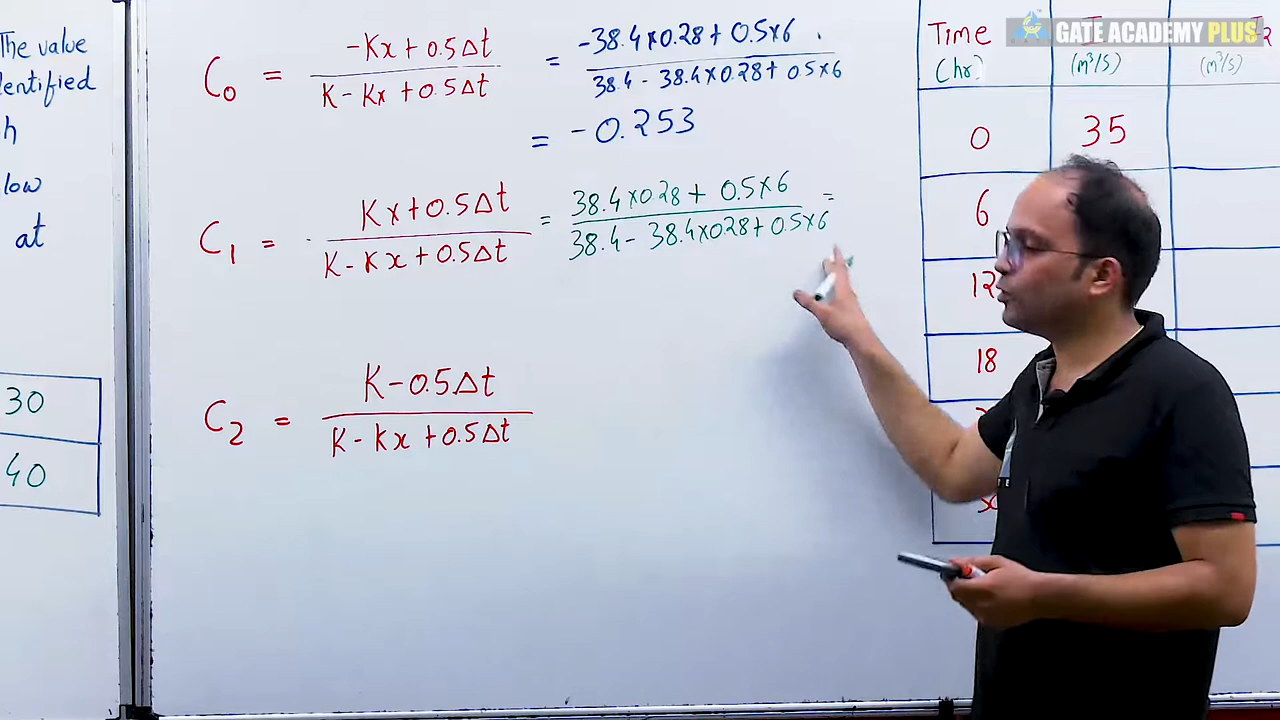 The value
entified
h
low
at
30
40
C₀ = (-Kx + 0.5Δt) / (K - Kx + 0.5Δt) = (-38.4×0.28 + 0.5×6) / (38.4 - 38.4×0.28 + 0.5×6)
= -0.253
C₁ = (Kx + 0.5Δt) / (K - Kx + 0.5Δt) = (38.4×0.28 + 0.5×6) / (38.4 - 38.4×0.28 + 0.5×6) =
C₂ = (K - 0.5Δt) / (K - Kx + 0.5Δt)
GATE ACADEMY PLUS
Time
(hr)
(m³/s)
(m³/s)
0
35
6
12
18